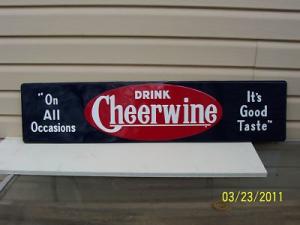 "On
All
Occasions
DRINK
Cheerwine
It's
Good
Taste"
03/23/2011